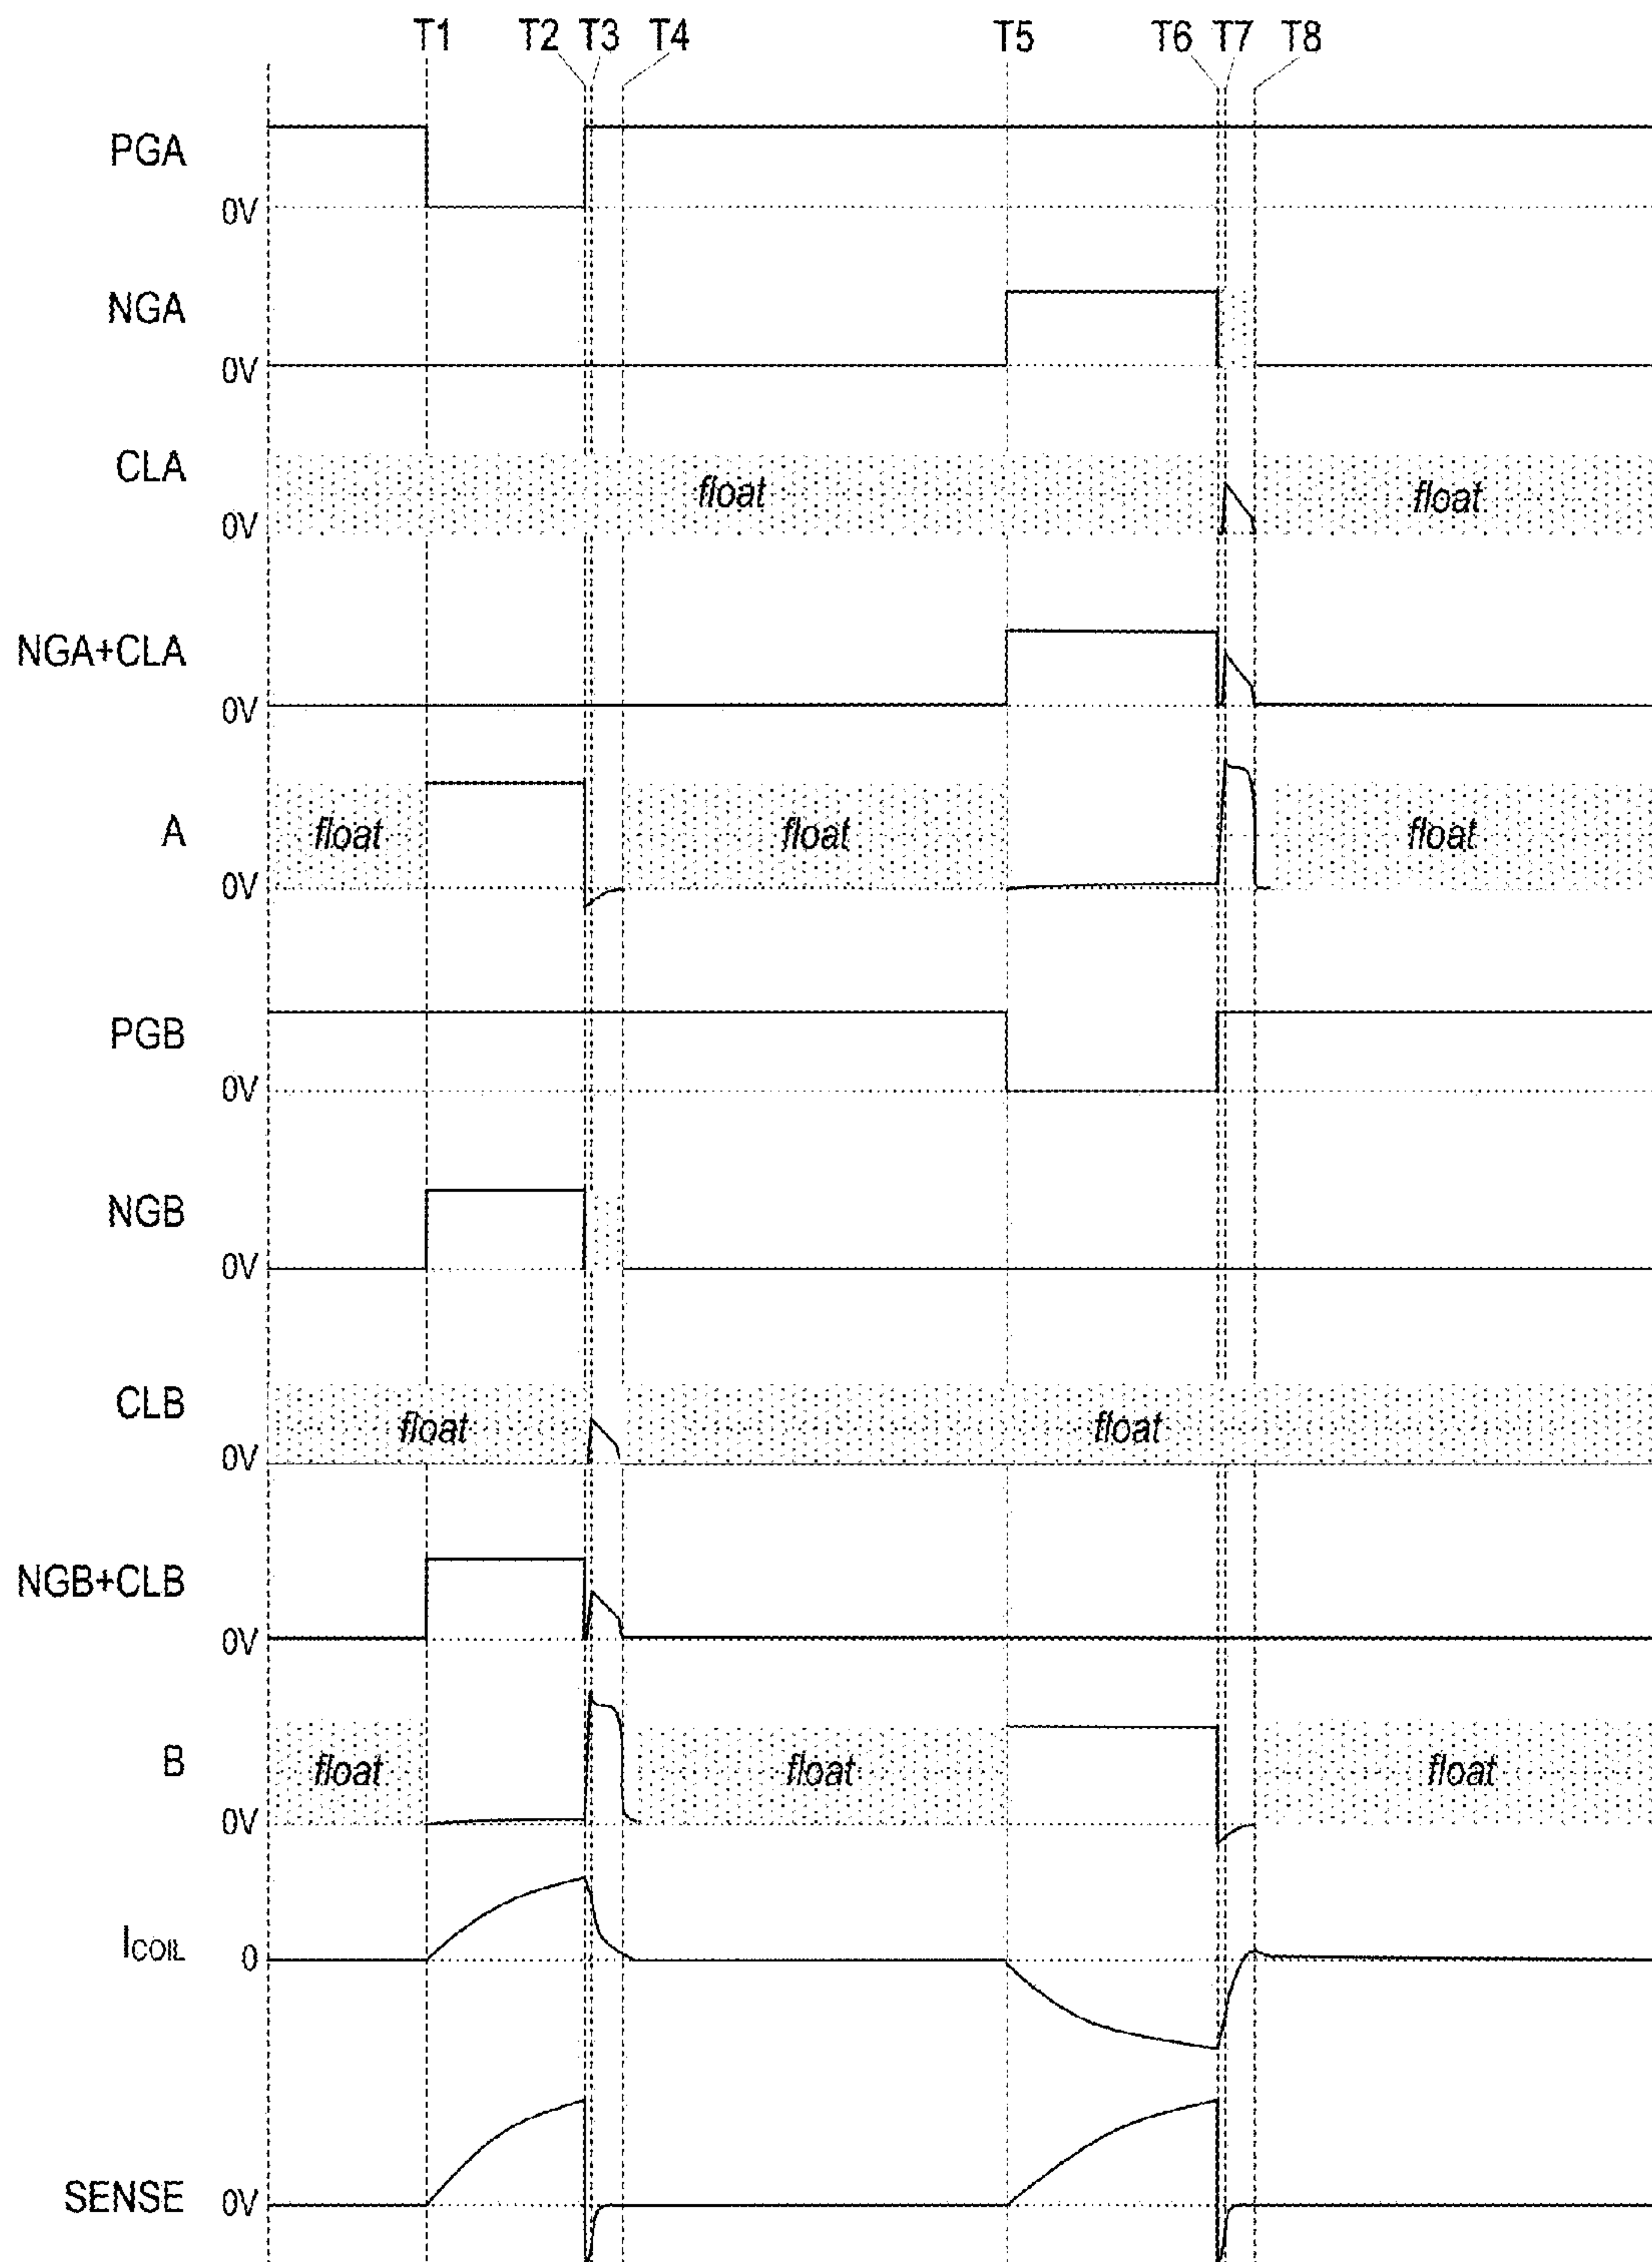 T1 T2 T3 T4 T5 T6 T7 T8
PGA
0V
NGA
0V
CLA
float
float
0V
NGA+CLA
0V
A
float
float
float
0V
PGB
0V
NGB
0V
CLB
float
float
0V
NGB+CLB
0V
B
float
float
float
0V
ICOIL
0
SENSE
0V